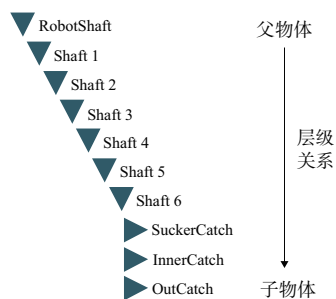 RobotShaft
Shaft 1
Shaft 2
Shaft 3
Shaft 4
Shaft 5
Shaft 6
SuckerCatch
InnerCatch
OutCatch
父物体
层级
关系
子物体